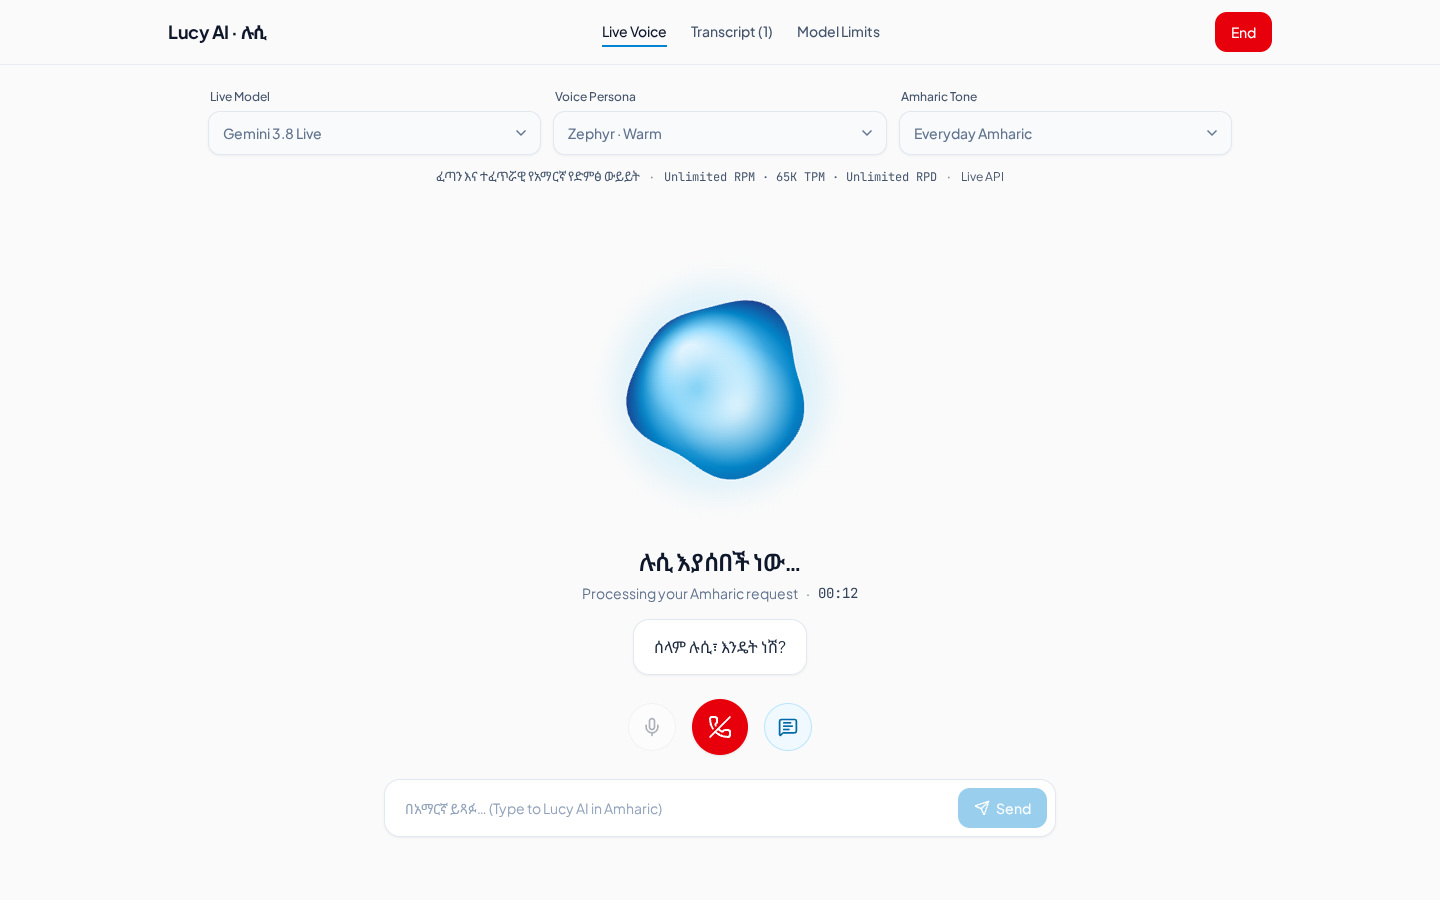 Lucy AI · ሉሲ
Live Voice
Transcript (1)
Model Limits
End
Live Model
Voice Persona
Amharic Tone
Gemini 3.8 Live
Zephyr · Warm
Everyday Amharic
ፈጣን እና ተፈጥሯዊ የአማርኛ የድምፅ ውይይት · Unlimited RPM · 65K TPM · Unlimited RPD · Live API
ሉሲ እያሰበች ነው...
Processing your Amharic request · 00:12
ሰላም ሉሲ፣ እንዴት ነሽ?
በአማርኛ ይጻፉ... (Type to Lucy AI in Amharic)
Send